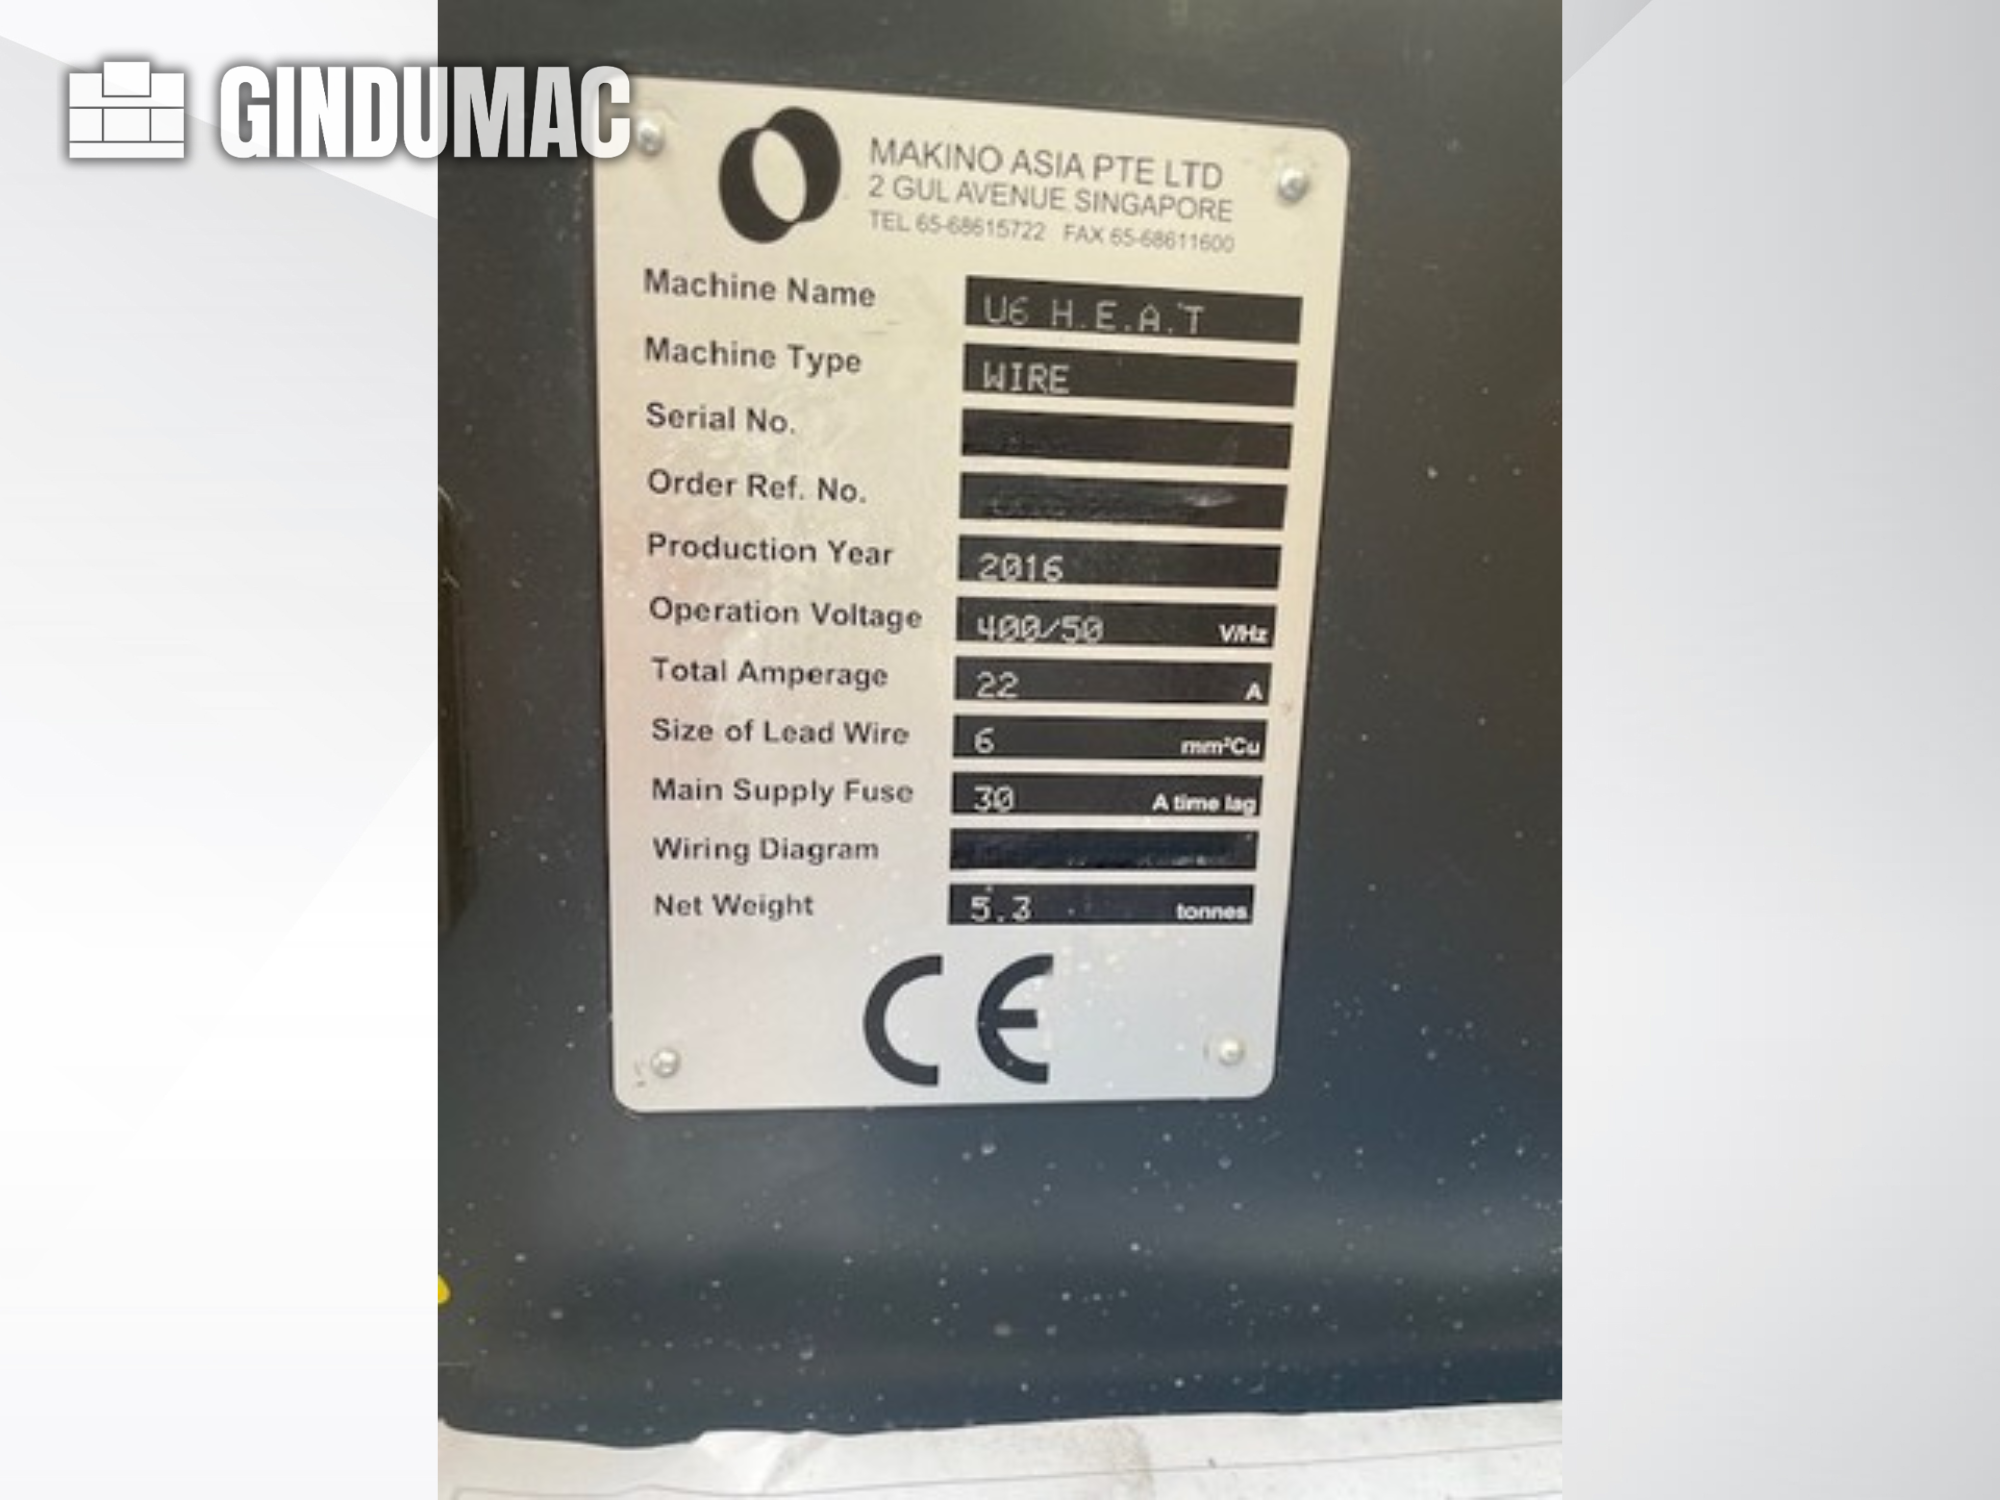 GINDUMAC
MAKINO ASIA PTE LTD
2 GUL AVENUE SINGAPORE
TEL 65-68615722 FAX 65-68611600
Machine Name U6 H.E.A.T
Machine Type WIRE
Serial No.
Order Ref. No.
Production Year 2016
Operation Voltage 400/50 V/Hz
Total Amperage 22 A
Size of Lead Wire 6 mm²Cu
Main Supply Fuse 30 A time lag
Wiring Diagram
Net Weight 5.3 tonnes
CE